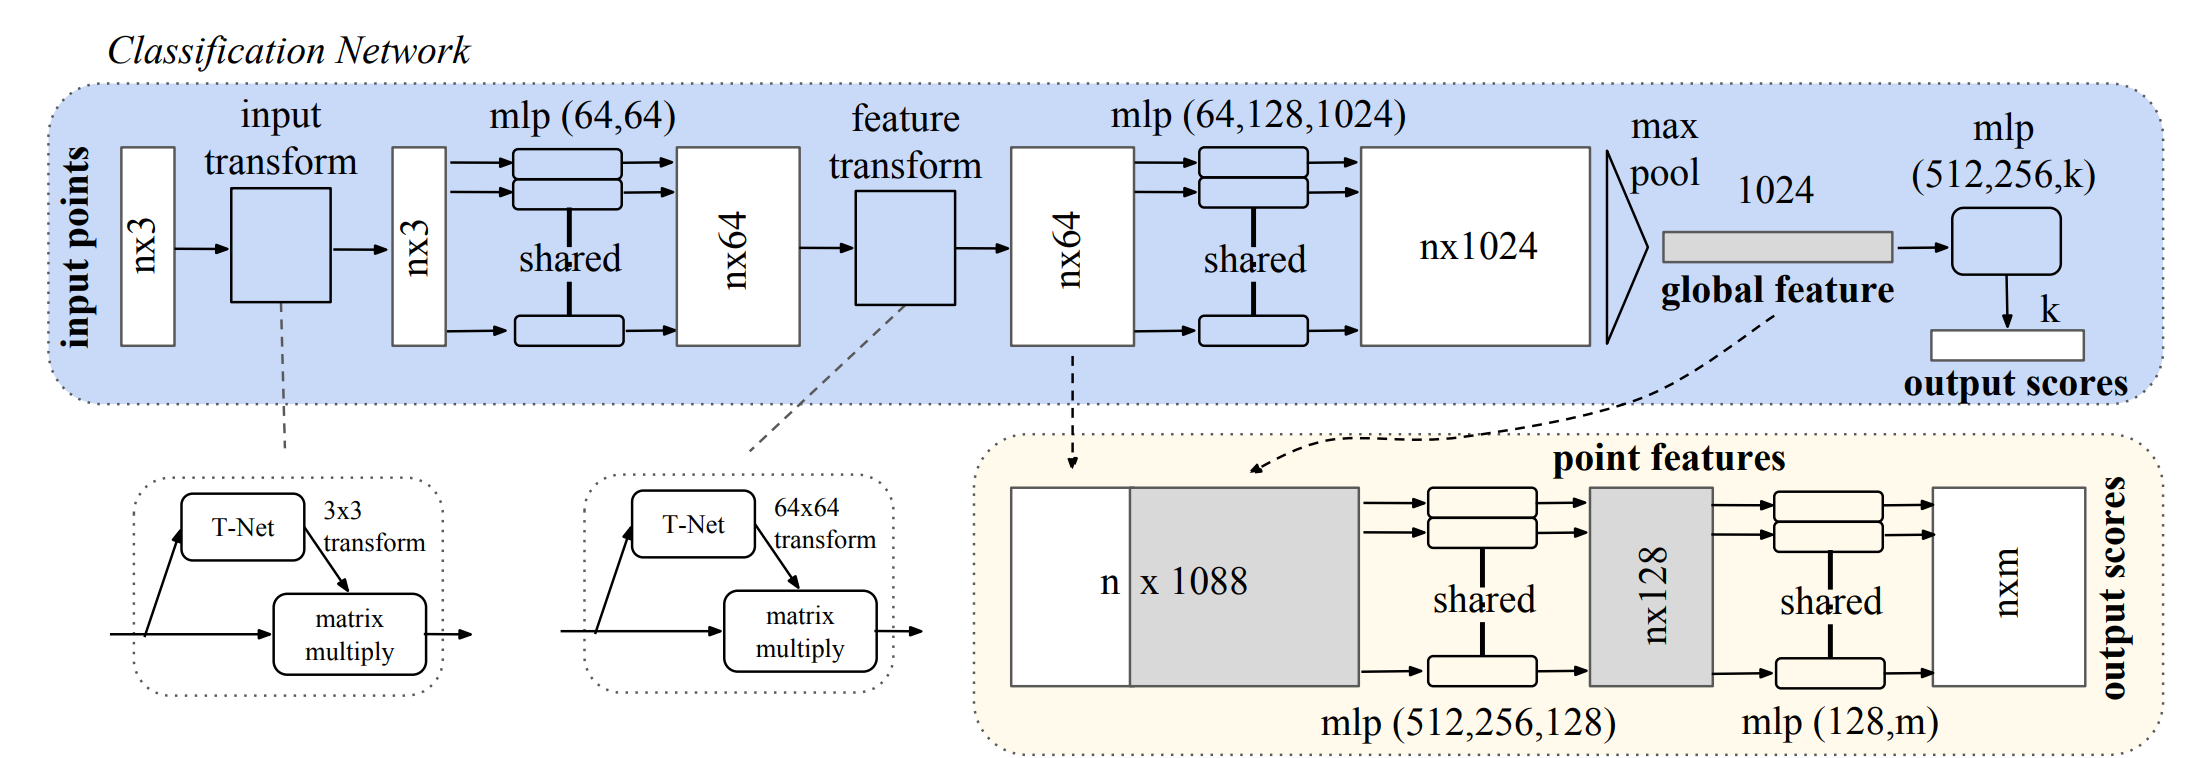 Classification Network
input points
nx3
input
transform
nx3
mlp (64,64)
shared
nx64
feature
transform
nx64
mlp (64,128,1024)
shared
nx1024
max
pool
1024
global feature
mlp
(512,256,k)
k
output scores
T-Net
3x3
transform
matrix
multiply
T-Net
64x64
transform
matrix
multiply
point features
n x 1088
shared
mlp (512,256,128)
nx128
shared
mlp (128,m)
nxm
output scores